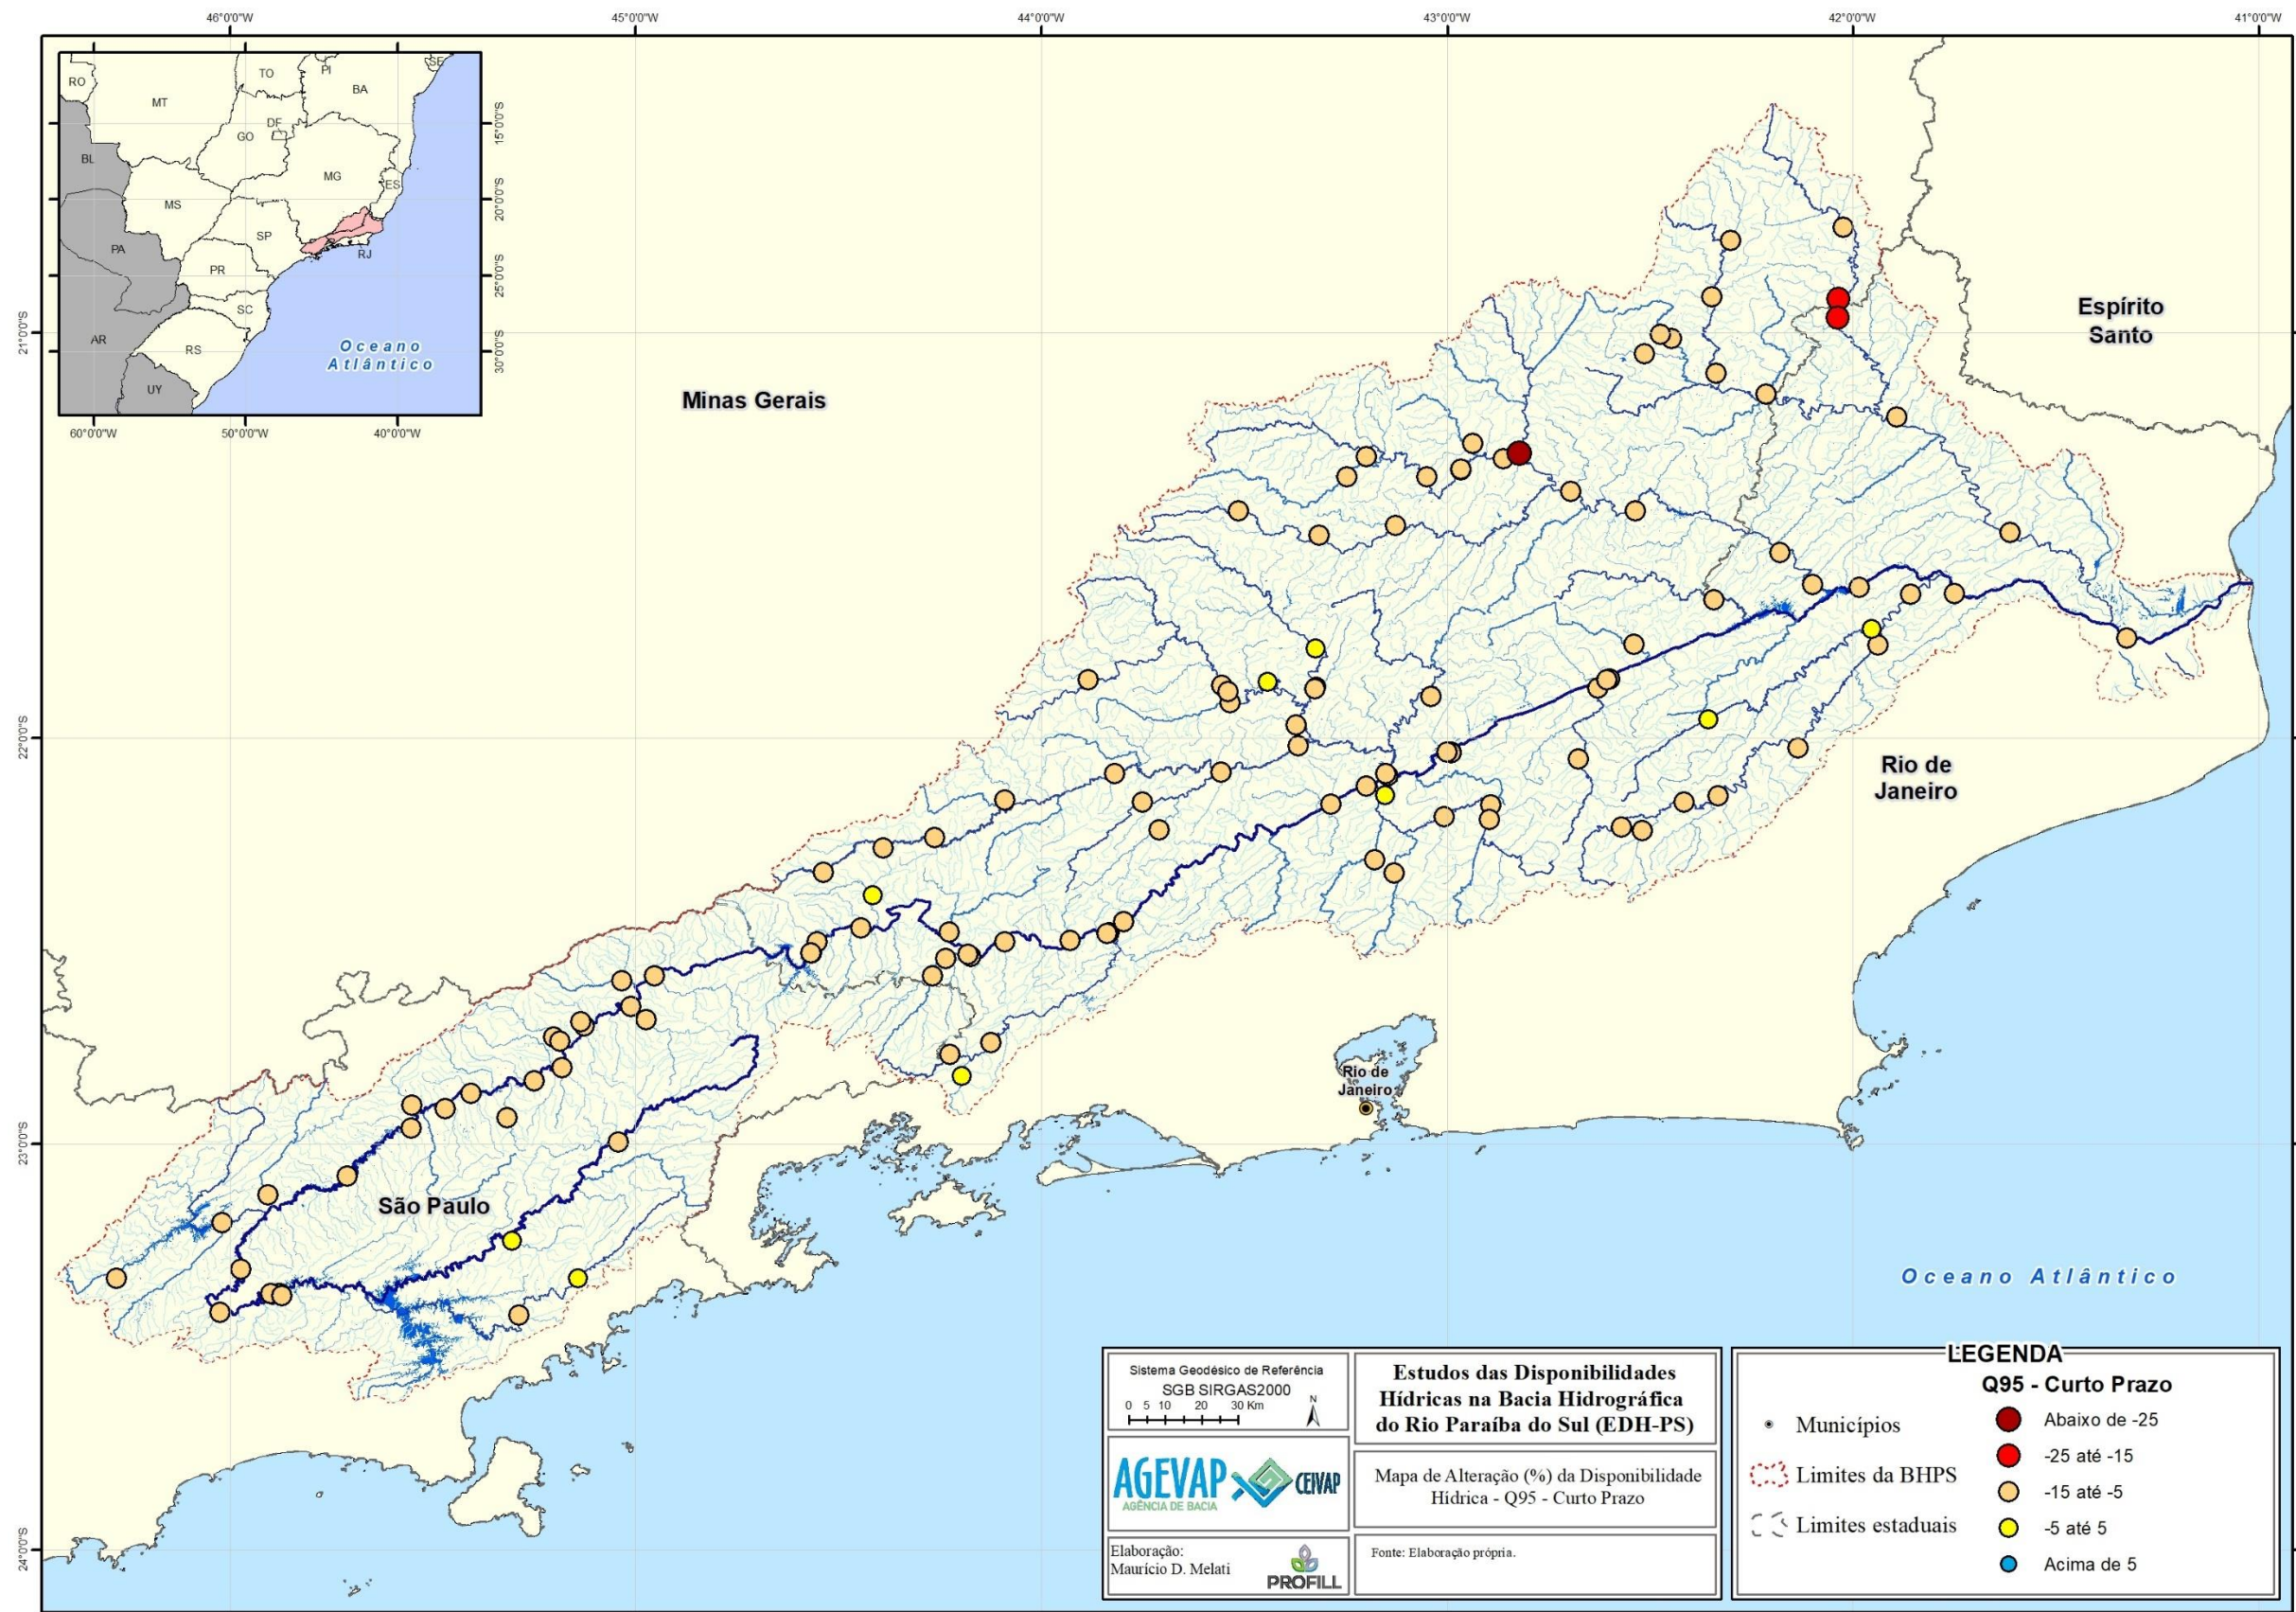 46°0'0"W
45°0'0"W
44°0'0"W
43°0'0"W
42°0'0"W
41°0'0"W
RO
MT
TO
PI
SE
BA
GO
DF
BL
MG
ES
MS
SP
PA
RJ
PR
SC
AR
RS
UY
Oceano
Atlântico
15°0'0"S
20°0'0"S
25°0'0"S
30°0'0"S
60°0'0"W
50°0'0"W
40°0'0"W
21°0'0"S
22°0'0"S
23°0'0"S
24°0'0"S
Minas Gerais
Espírito
Santo
Rio de
Janeiro
Rio de
Janeiro
São Paulo
Oceano Atlântico
Sistema Geodésico de Referência
SGB SIRGAS2000
0 5 10 20 30 Km
N
AGEVAP
AGÊNCIA DE BACIA
CEIVAP
Elaboração:
Maurício D. Melati
PROFILL
Estudos das Disponibilidades
Hídricas na Bacia Hidrográfica
do Rio Paraíba do Sul (EDH-PS)
Mapa de Alteração (%) da Disponibilidade
Hídrica - Q95 - Curto Prazo
Fonte: Elaboração própria.
LEGENDA
Q95 - Curto Prazo
Municípios
Limites da BHPS
Limites estaduais
Abaixo de -25
-25 até -15
-15 até -5
-5 até 5
Acima de 5